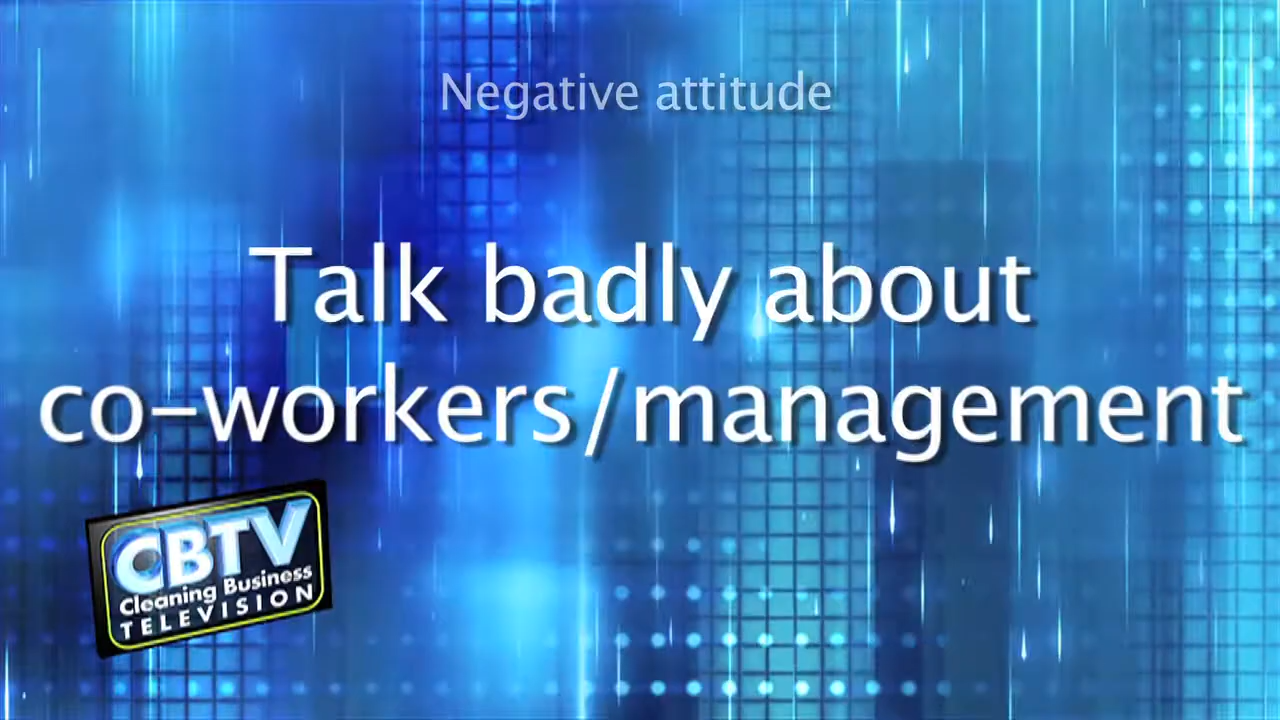 Negative attitude
Talk badly about
co-workers/management
CBTV
Cleaning Business
TELEVISION